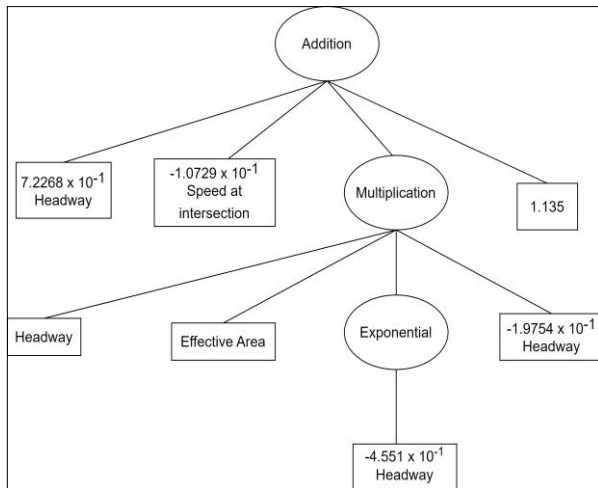 Addition
7.2268 x 10⁻¹
Headway
-1.0729 x 10⁻¹
Speed at
intersection
Multiplication
1.135
Headway
Effective Area
Exponential
-1.9754 x 10⁻¹
Headway
-4.551 x 10⁻¹
Headway